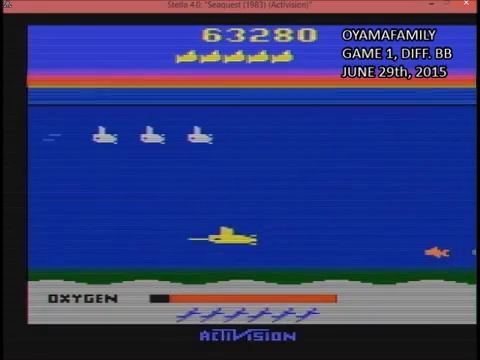 Stella 4.0: "Seaquest (1983) (Activision)"
63280
OYAMAFAMILY
GAME 1, DIFF. BB
JUNE 29th, 2015
OXYGEN
ACTIVISION